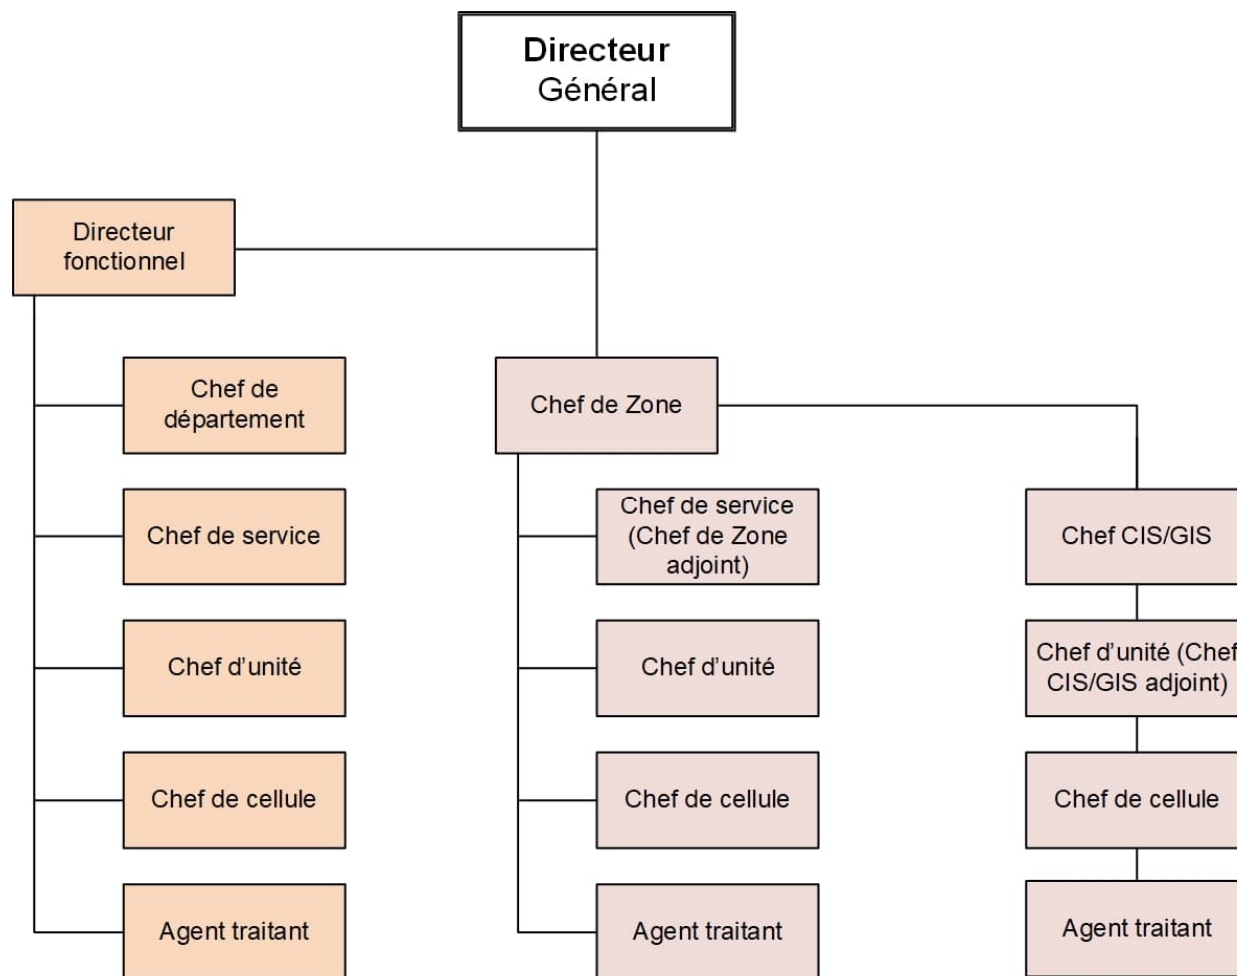 Directeur
Général
Directeur
fonctionnel
Chef de
département
Chef de Zone
Chef de service
Chef de service
(Chef de Zone
adjoint)
Chef CIS/GIS
Chef d’unité
Chef d’unité
Chef d’unité (Chef
CIS/GIS adjoint)
Chef de cellule
Chef de cellule
Chef de cellule
Agent traitant
Agent traitant
Agent traitant